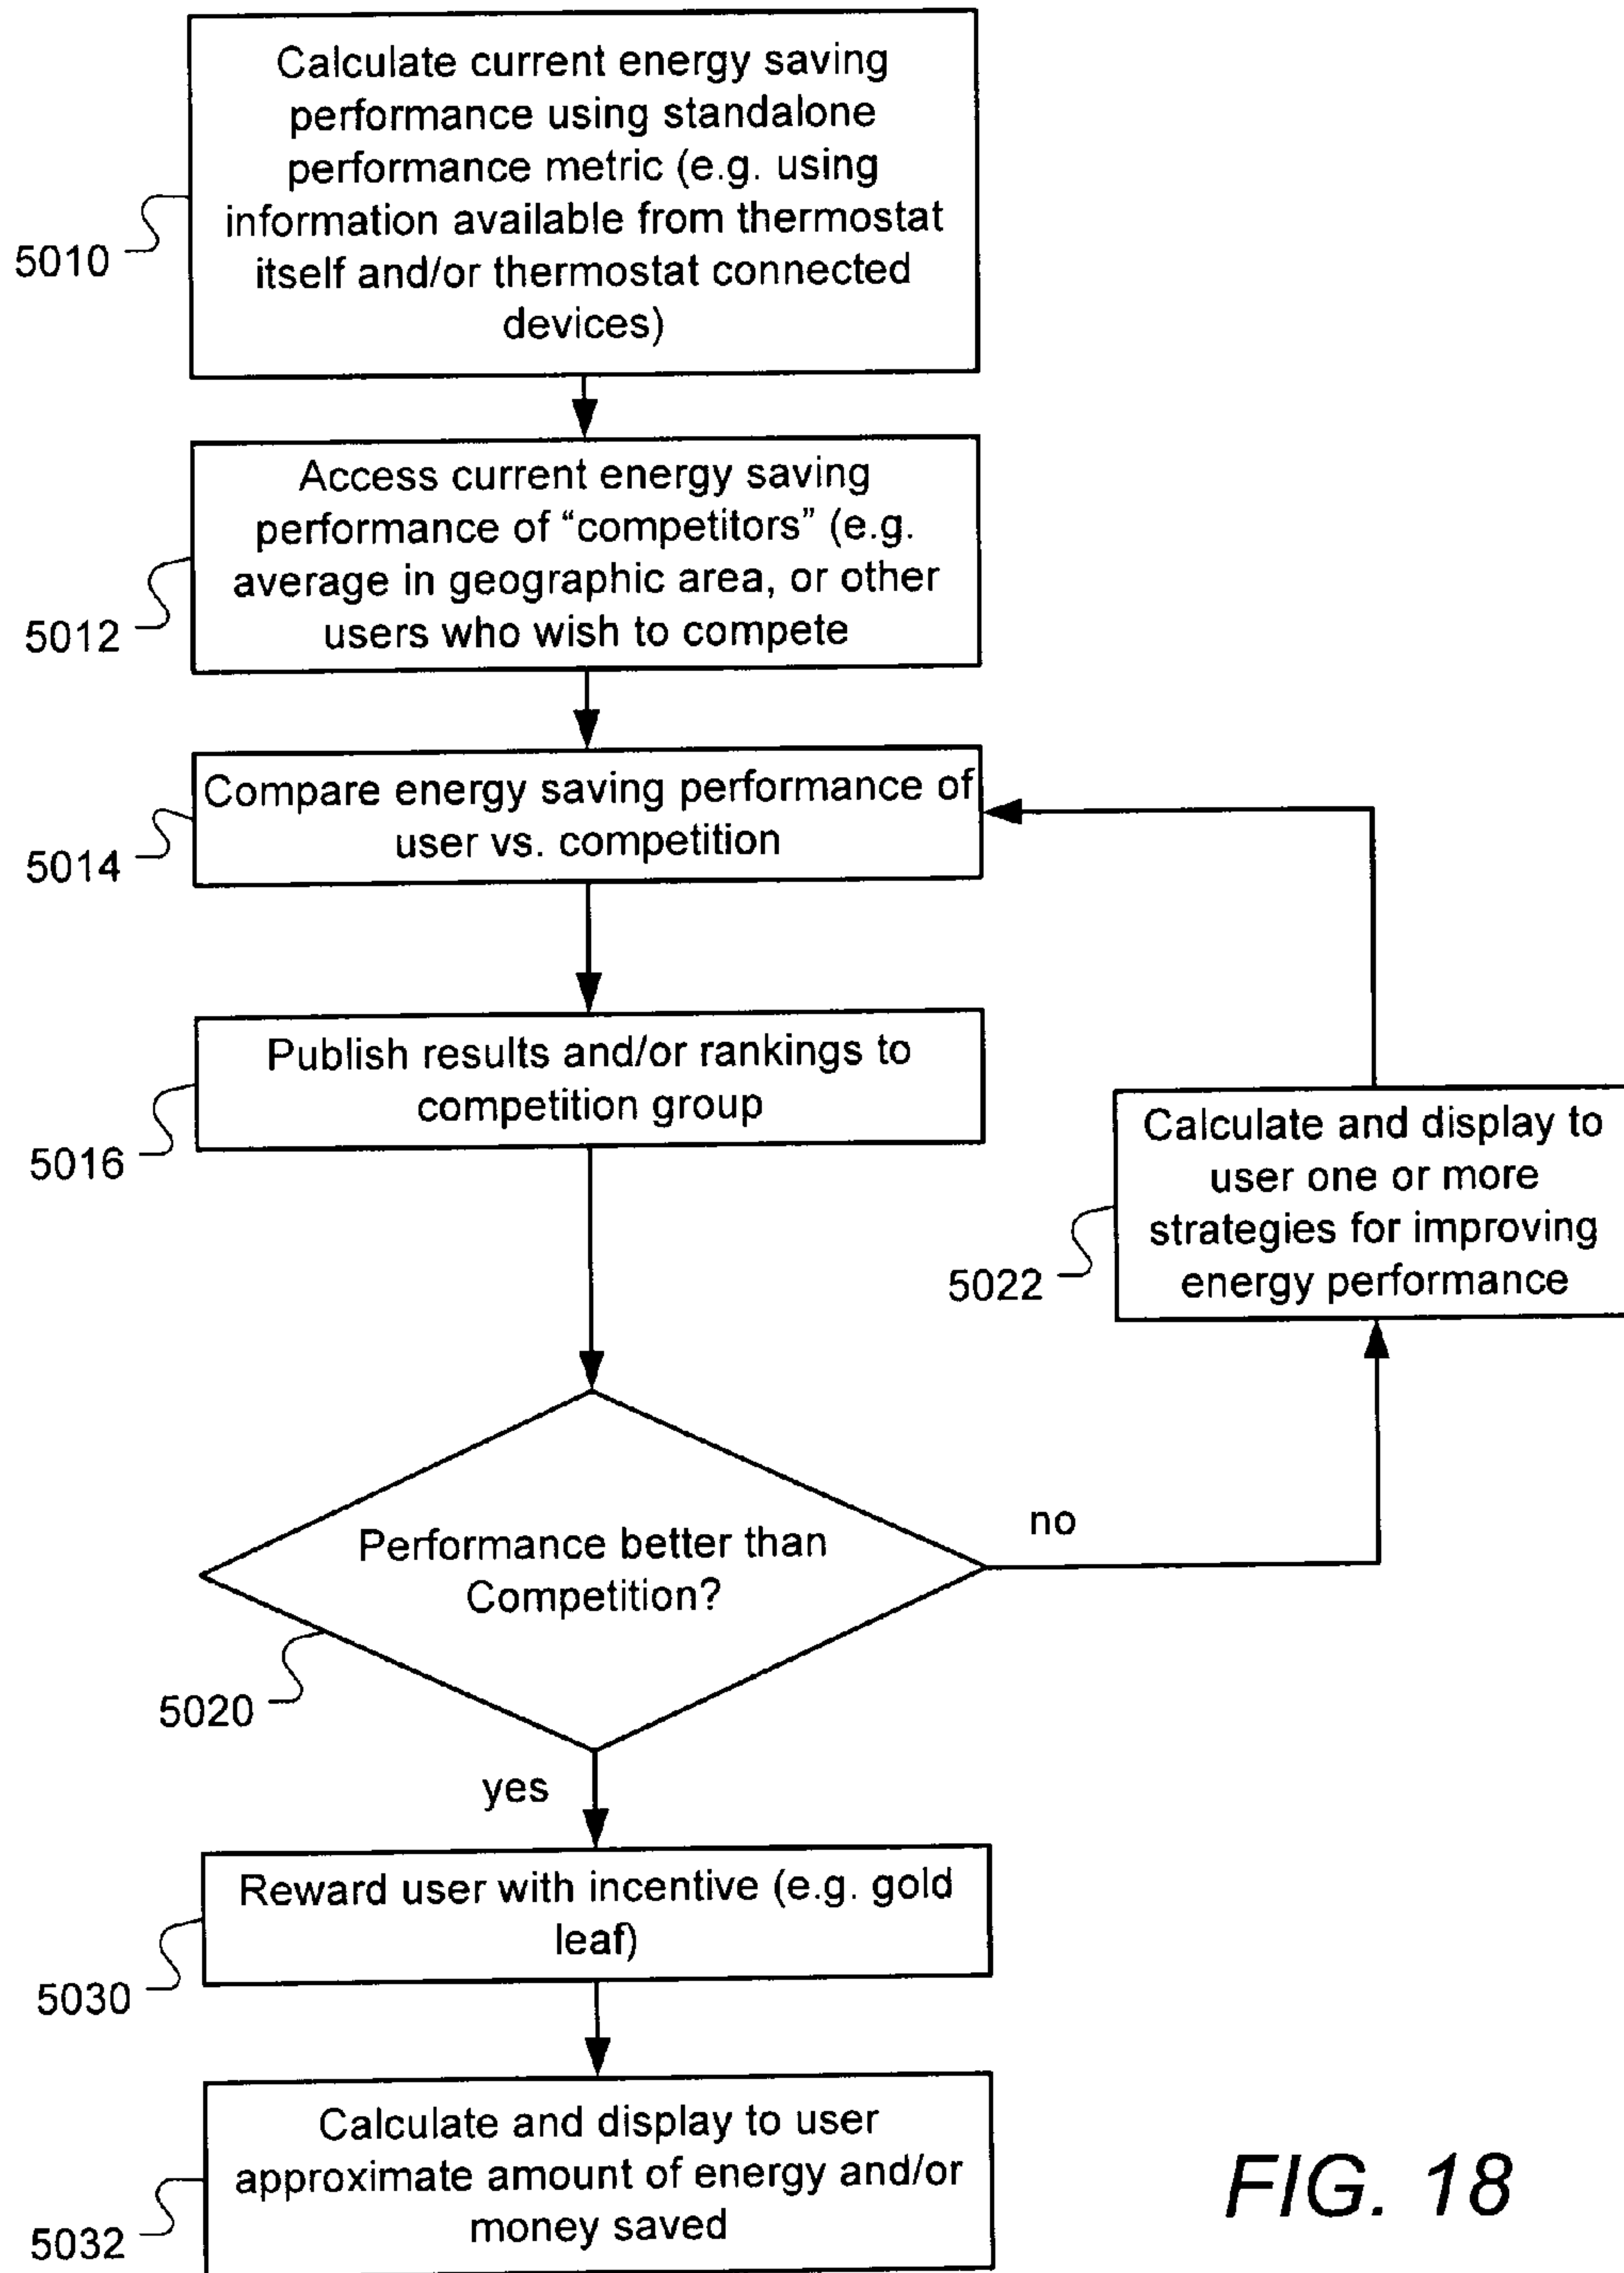 Calculate current energy saving
performance using standalone
performance metric (e.g. using
information available from thermostat
itself and/or thermostat connected
devices)
5010
Access current energy saving
performance of “competitors” (e.g.
average in geographic area, or other
users who wish to compete
5012
Compare energy saving performance of
user vs. competition
5014
Publish results and/or rankings to
competition group
5016
Calculate and display to
user one or more
strategies for improving
energy performance
5022
Performance better than
Competition?
no
5020
yes
Reward user with incentive (e.g. gold
leaf)
5030
Calculate and display to user
approximate amount of energy and/or
money saved
5032
FIG. 18